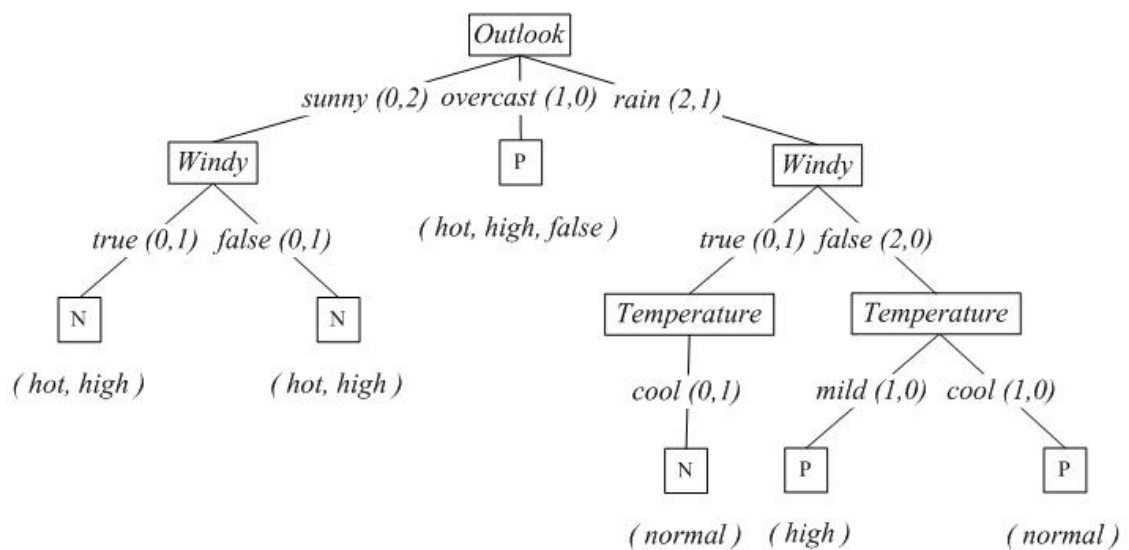 Outlook
sunny (0,2) overcast (1,0) rain (2,1)
Windy P Windy
( hot, high, false )
true (0,1) false (0,1) true (0,1) false (2,0)
N N Temperature Temperature
( hot, high ) ( hot, high ) cool (0,1) mild (1,0) cool (1,0)
N P P
( normal ) ( high ) ( normal )